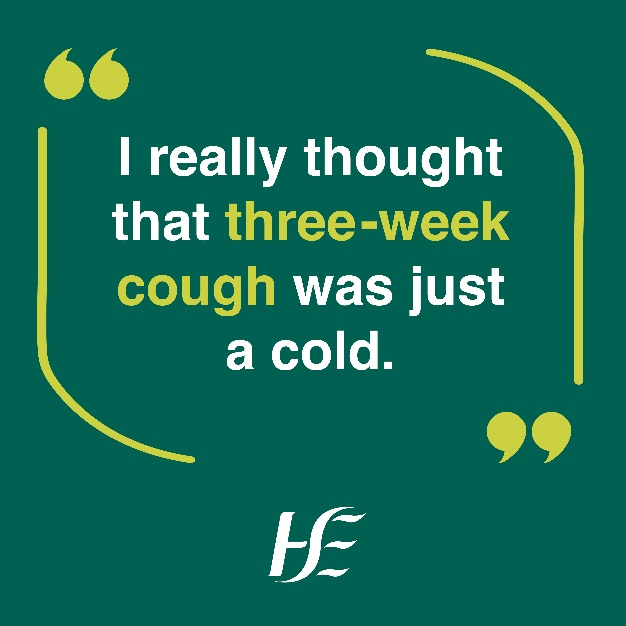 “
I really thought
that three-week
cough was just
a cold.
”
HSE